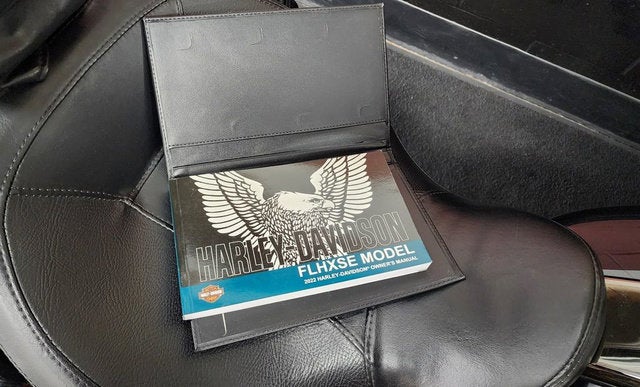 HARLEY-DAVIDSON
FLHXSE MODEL
2022 HARLEY-DAVIDSON® OWNER'S MANUAL